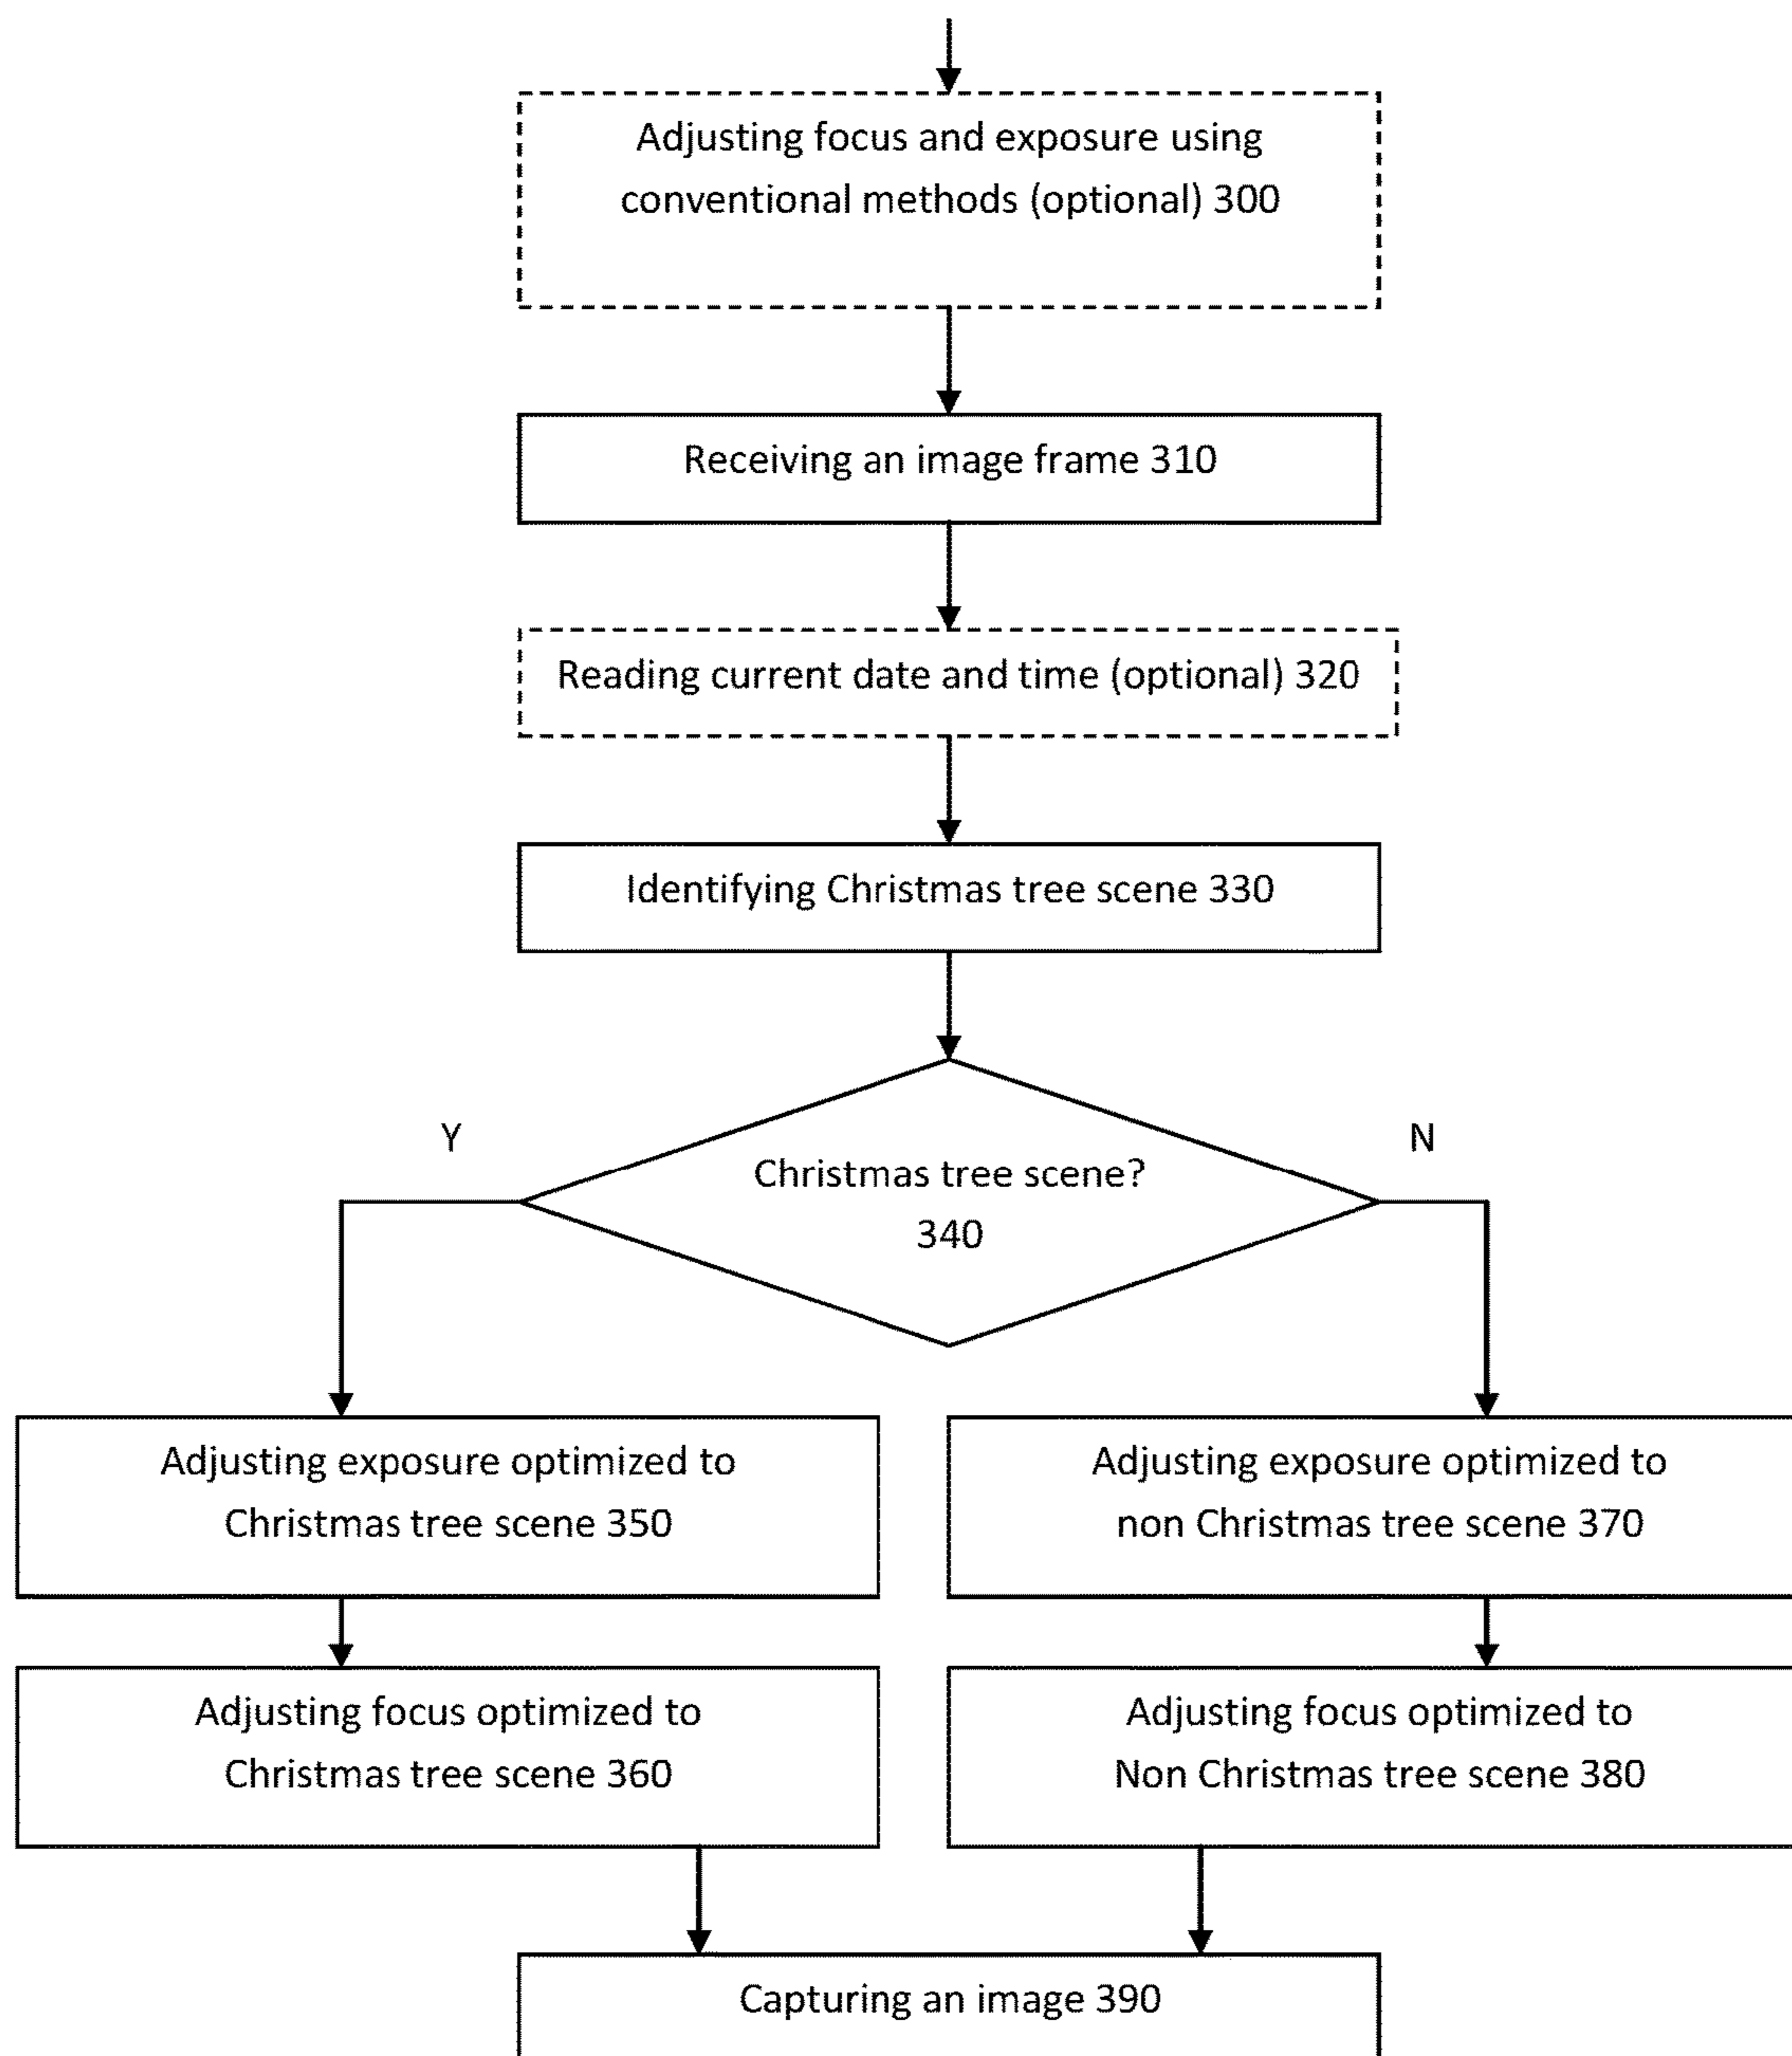 Adjusting focus and exposure using
conventional methods (optional) 300
Receiving an image frame 310
Reading current date and time (optional) 320
Identifying Christmas tree scene 330
Y
N
Christmas tree scene?
340
Adjusting exposure optimized to
Christmas tree scene 350
Adjusting exposure optimized to
non Christmas tree scene 370
Adjusting focus optimized to
Christmas tree scene 360
Adjusting focus optimized to
Non Christmas tree scene 380
Capturing an image 390